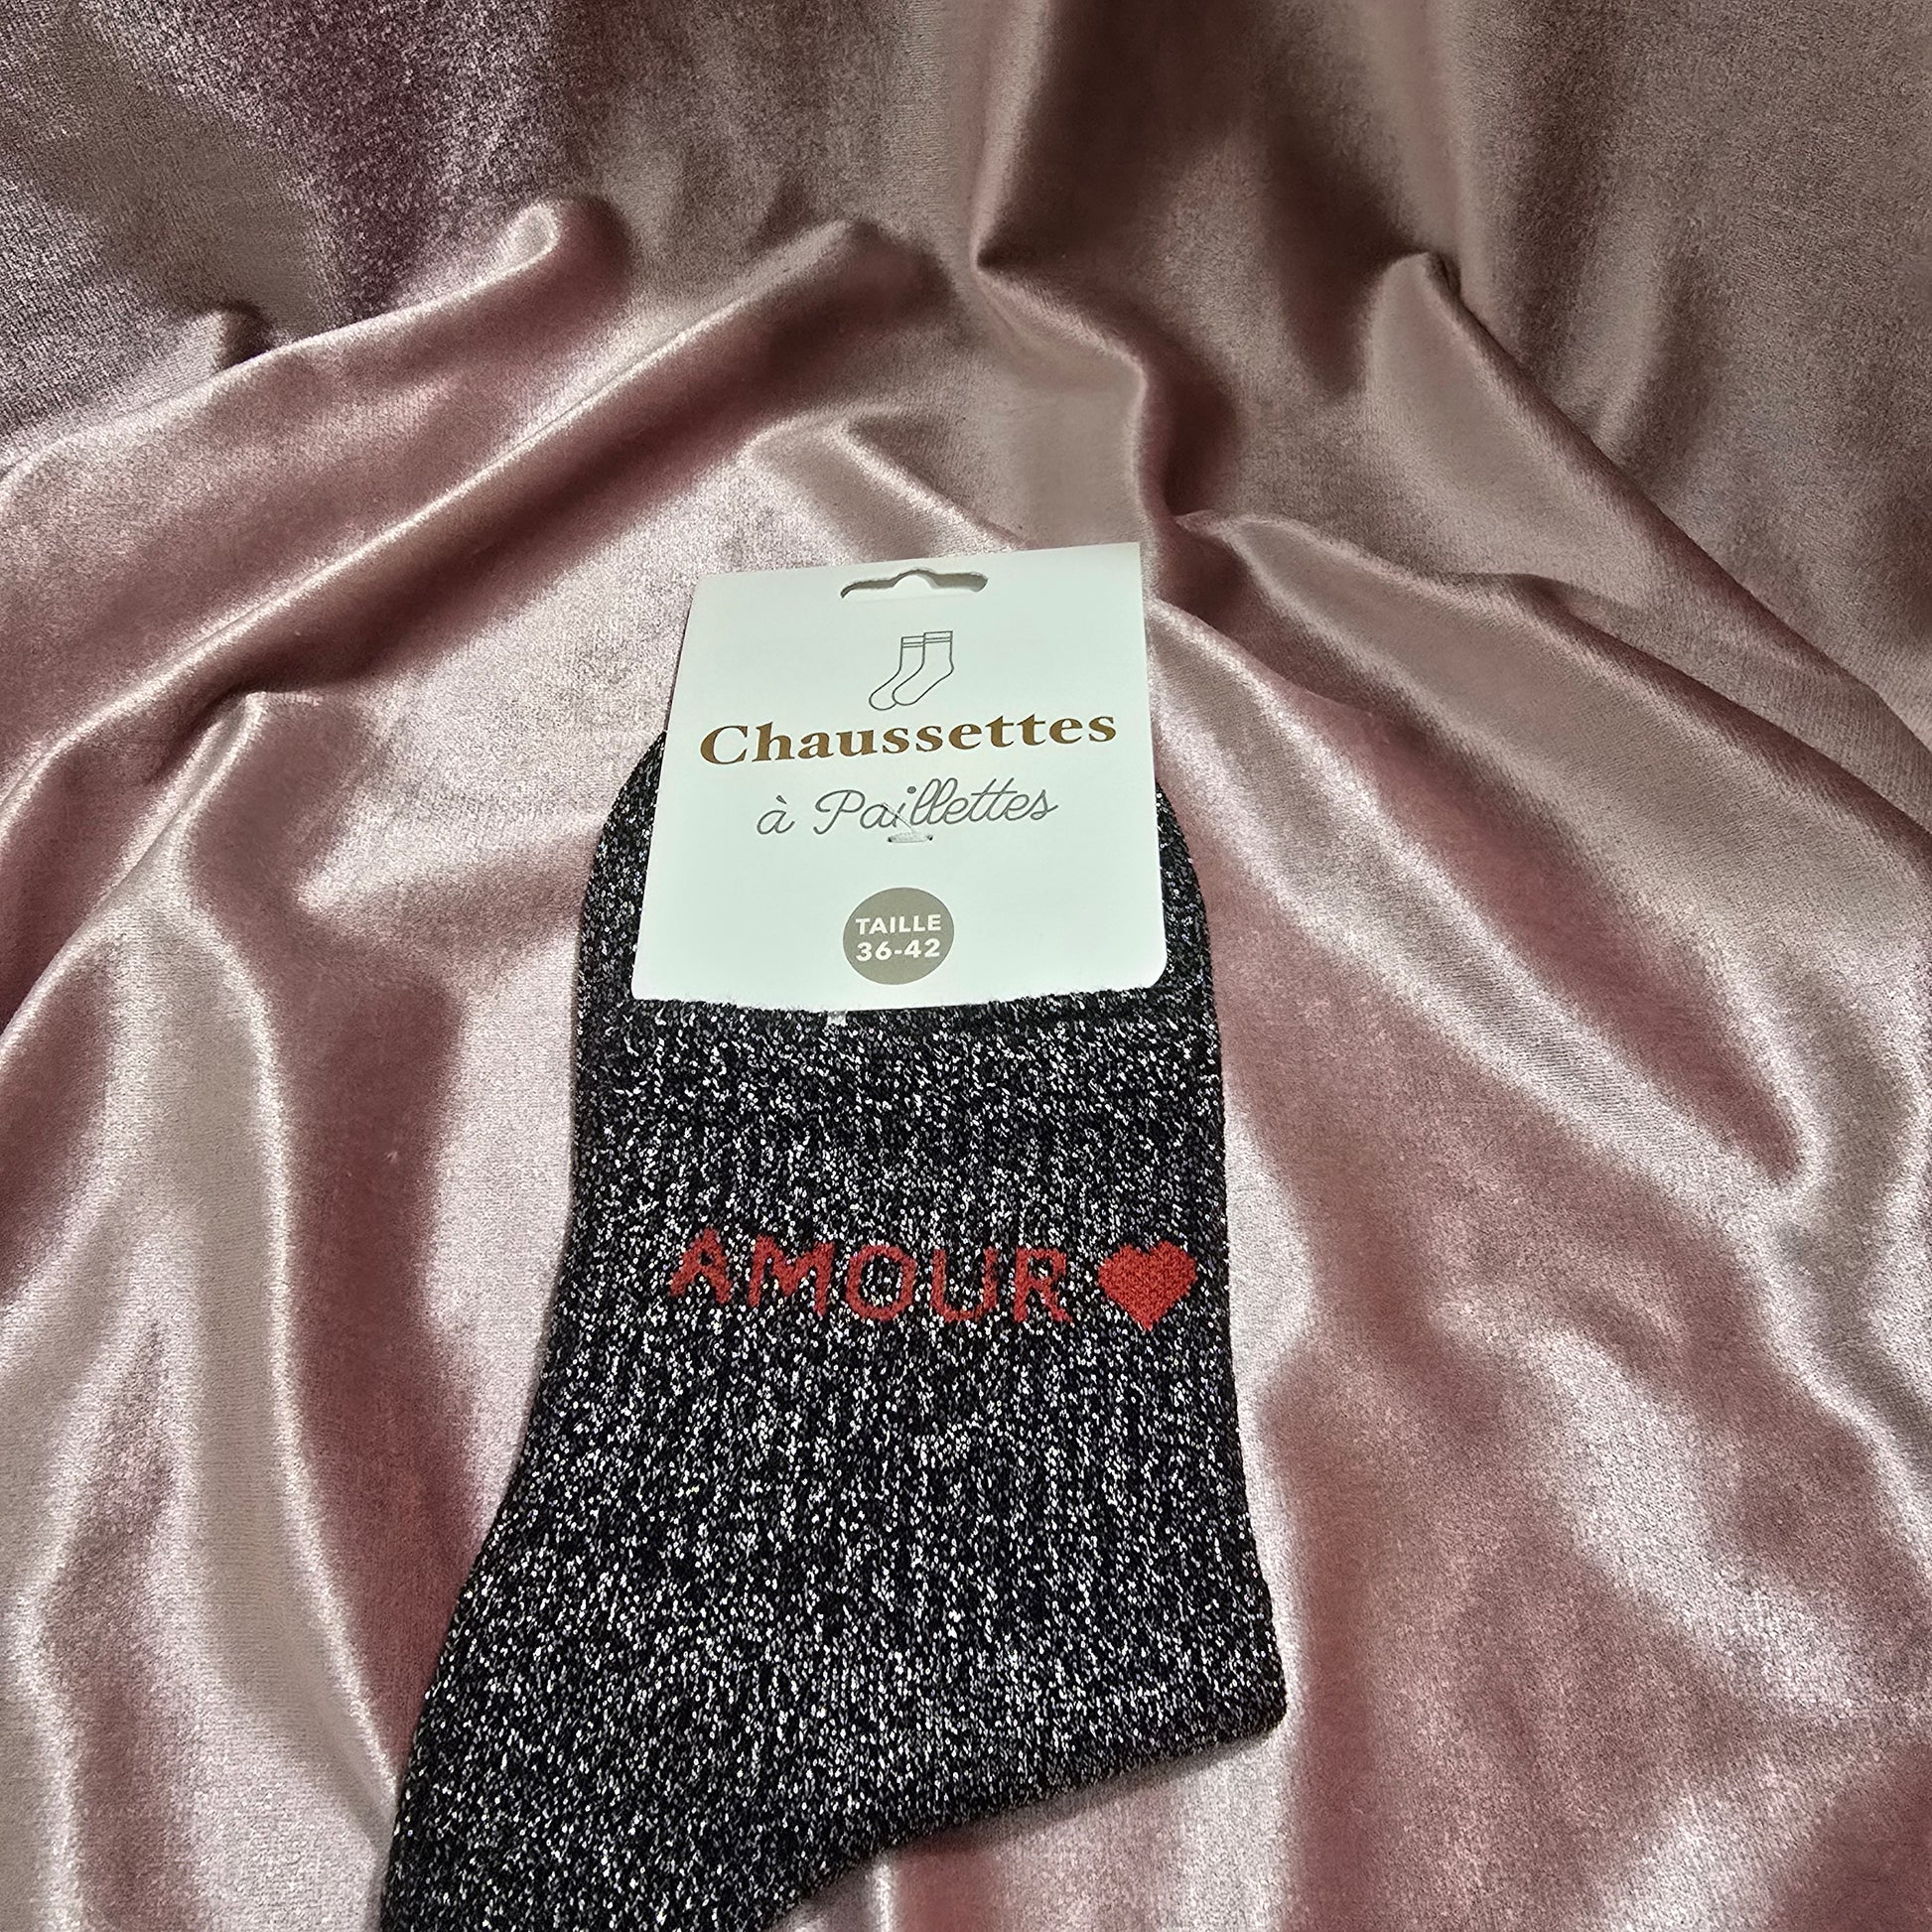 Chaussettes
à Paillettes
TAILLE
36-42
AMOUR